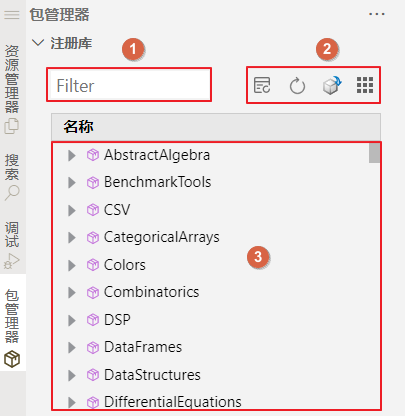 包管理器
注册库
1
2
Filter
名称
AbstractAlgebra
BenchmarkTools
CSV
CategoricalArrays
3
Colors
Combinatorics
DSP
DataFrames
DataStructures
DifferentialEquations
资源管理器
搜索
调试
包管理器